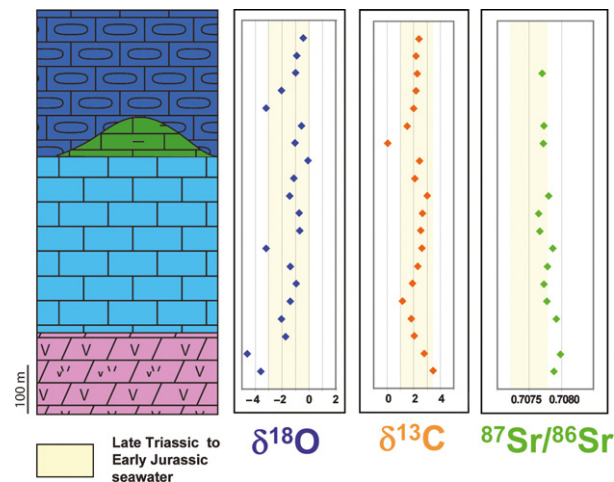 100 m
−4 −2 0 2
0 2 4
0.7075 0.7080
δ18O
δ13C
87Sr/86Sr
Late Triassic to
Early Jurassic
seawater